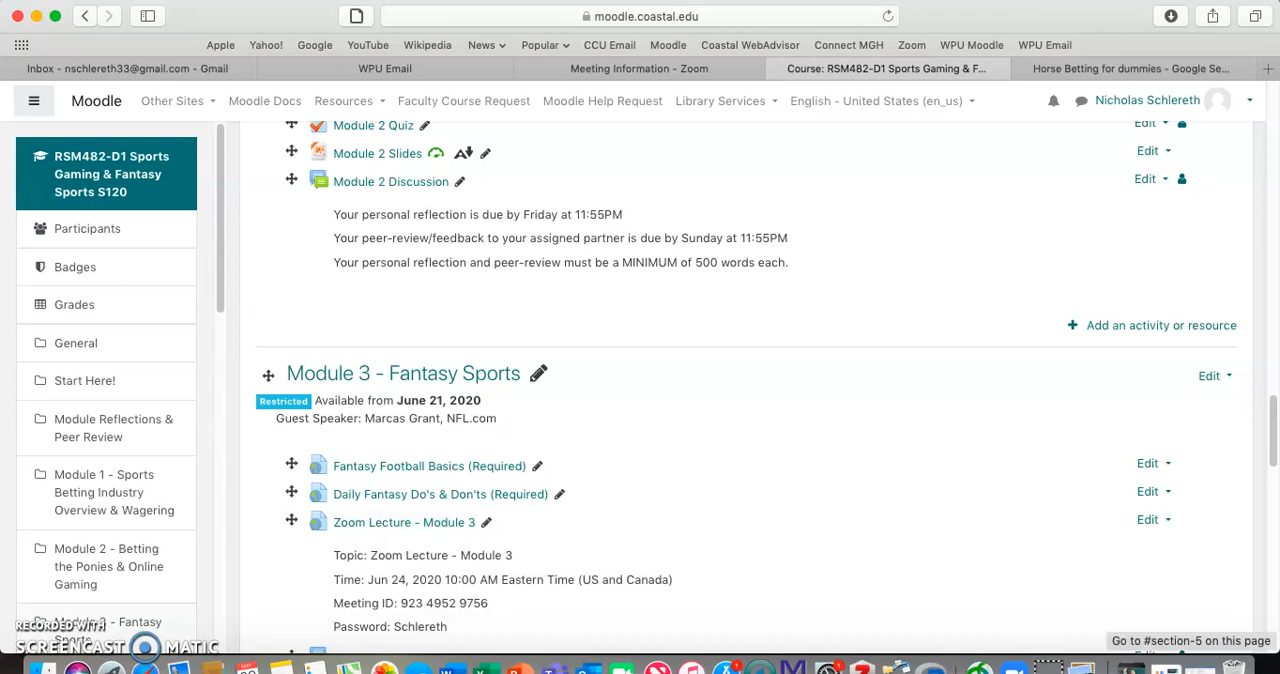 moodle.coastal.edu
Apple Yahoo! Google YouTube Wikipedia News Popular CCU Email Moodle Coastal WebAdvisor Connect MGH Zoom WPU Moodle WPU Email
Inbox - nschlereth33@gmail.com - Gmail WPU Email Meeting Information - Zoom Course: RSM482-D1 Sports Gaming & F... Horse Betting for dummies - Google Se...
Moodle Other Sites Moodle Docs Resources Faculty Course Request Moodle Help Request Library Services English - United States (en_us) Nicholas Schlereth
RSM482-D1 Sports
Gaming & Fantasy
Sports S120
Participants
Badges
Grades
General
Start Here!
Module Reflections &
Peer Review
Module 1 - Sports
Betting Industry
Overview & Wagering
Module 2 - Betting
the Ponies & Online
Gaming
Module 3 - Fantasy
Sports
Module 2 Quiz Edit
Module 2 Slides Edit
Module 2 Discussion Edit
Your personal reflection is due by Friday at 11:55PM
Your peer-review/feedback to your assigned partner is due by Sunday at 11:55PM
Your personal reflection and peer-review must be a MINIMUM of 500 words each.
+ Add an activity or resource
Module 3 - Fantasy Sports Edit
Restricted Available from June 21, 2020
Guest Speaker: Marcas Grant, NFL.com
Fantasy Football Basics (Required) Edit
Daily Fantasy Do's & Don'ts (Required) Edit
Zoom Lecture - Module 3 Edit
Topic: Zoom Lecture - Module 3
Time: Jun 24, 2020 10:00 AM Eastern Time (US and Canada)
Meeting ID: 923 4952 9756
Password: Schlereth
Go to #section-5 on this page
RECORDED WITH
SCREENCAST MATIC